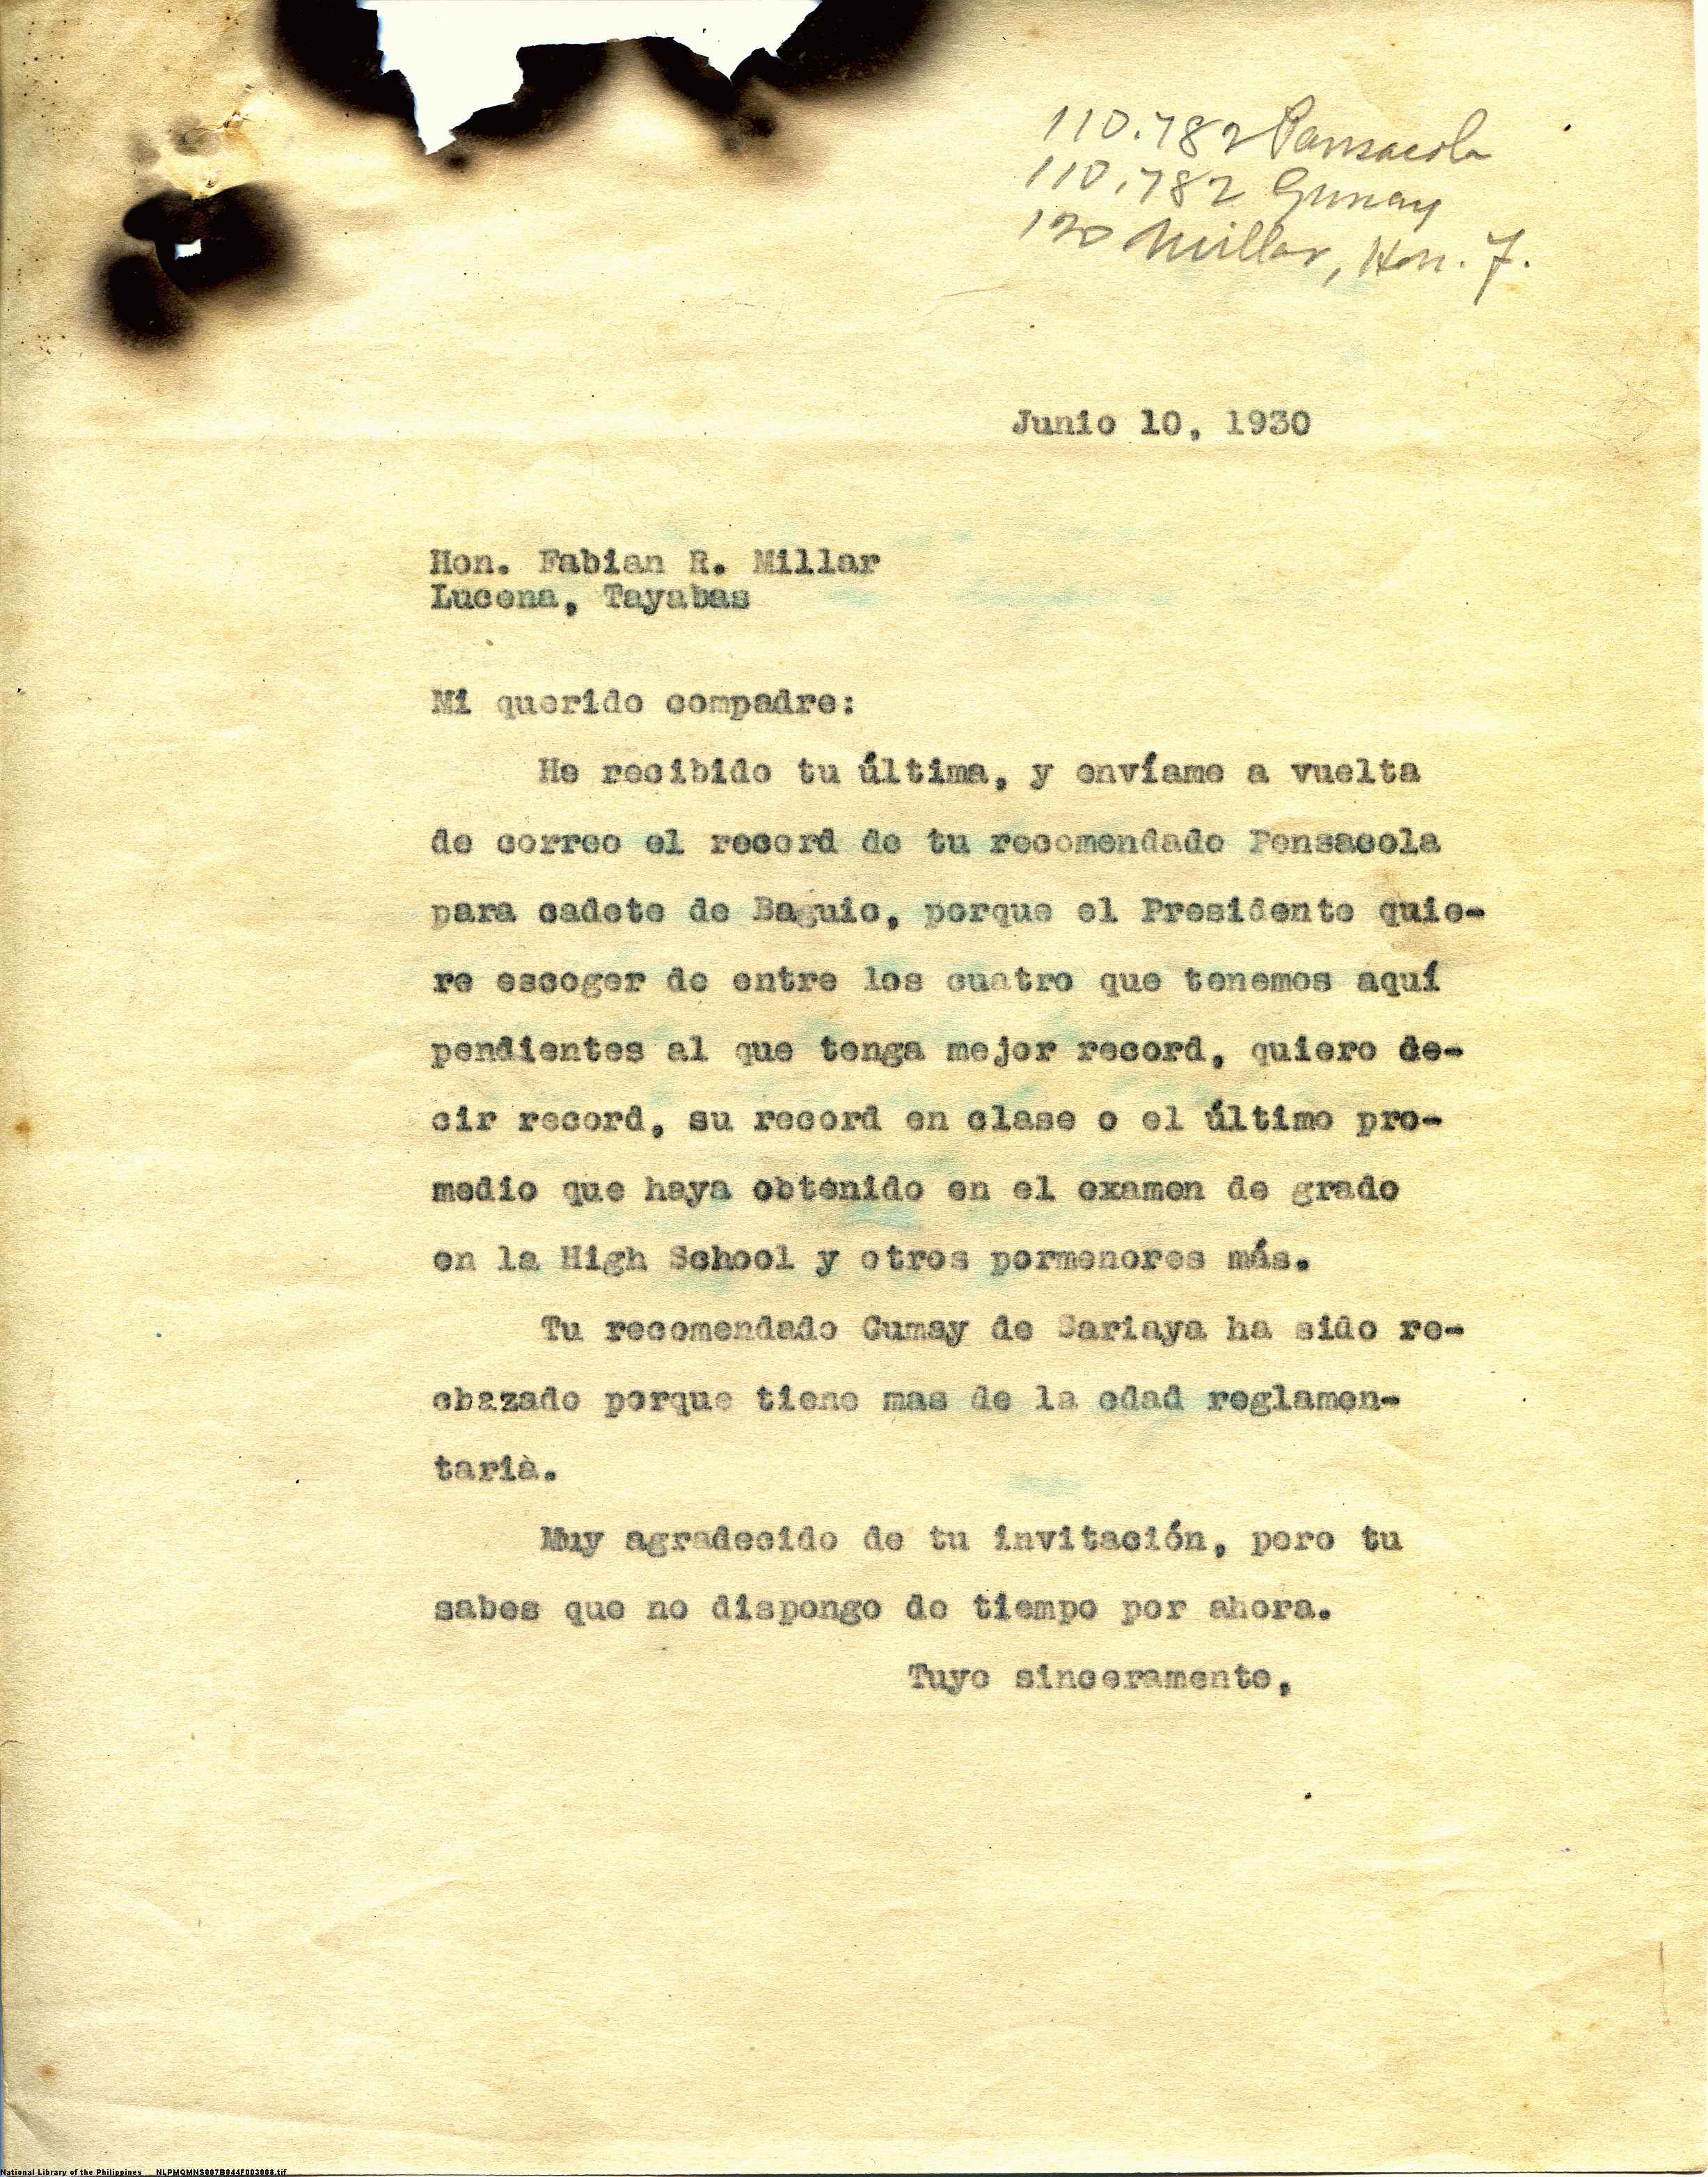 110.782 Pansacola
110.782 Gumay
120 Millar, Hon. F.
Junio 10, 1930
Hon. Fabian R. Millar
Lucena, Tayabas
Mi querido compadre:
He recibido tu última, y envíame a vuelta
de correo el record de tu recomendado Pensacola
para cadete de Baguio, porque el Presidente quie-
re escoger de entre los cuatro que tenemos aquí
pendientes al que tenga mejor record, quiero de-
cir record, su record en clase o el último pro-
medio que haya obtenido en el examen de grado
en la High School y otros pormenores más.
Tu recomendado Gumay de Sariaya ha sido re-
chazado porque tiene mas de la edad reglamen-
taria.
Muy agradecido de tu invitación, pero tu
sabes que no dispongo de tiempo por ahora.
Tuyo sinceramente,
National Library of the Philippines NLPMQMNS007B044F003008.tif